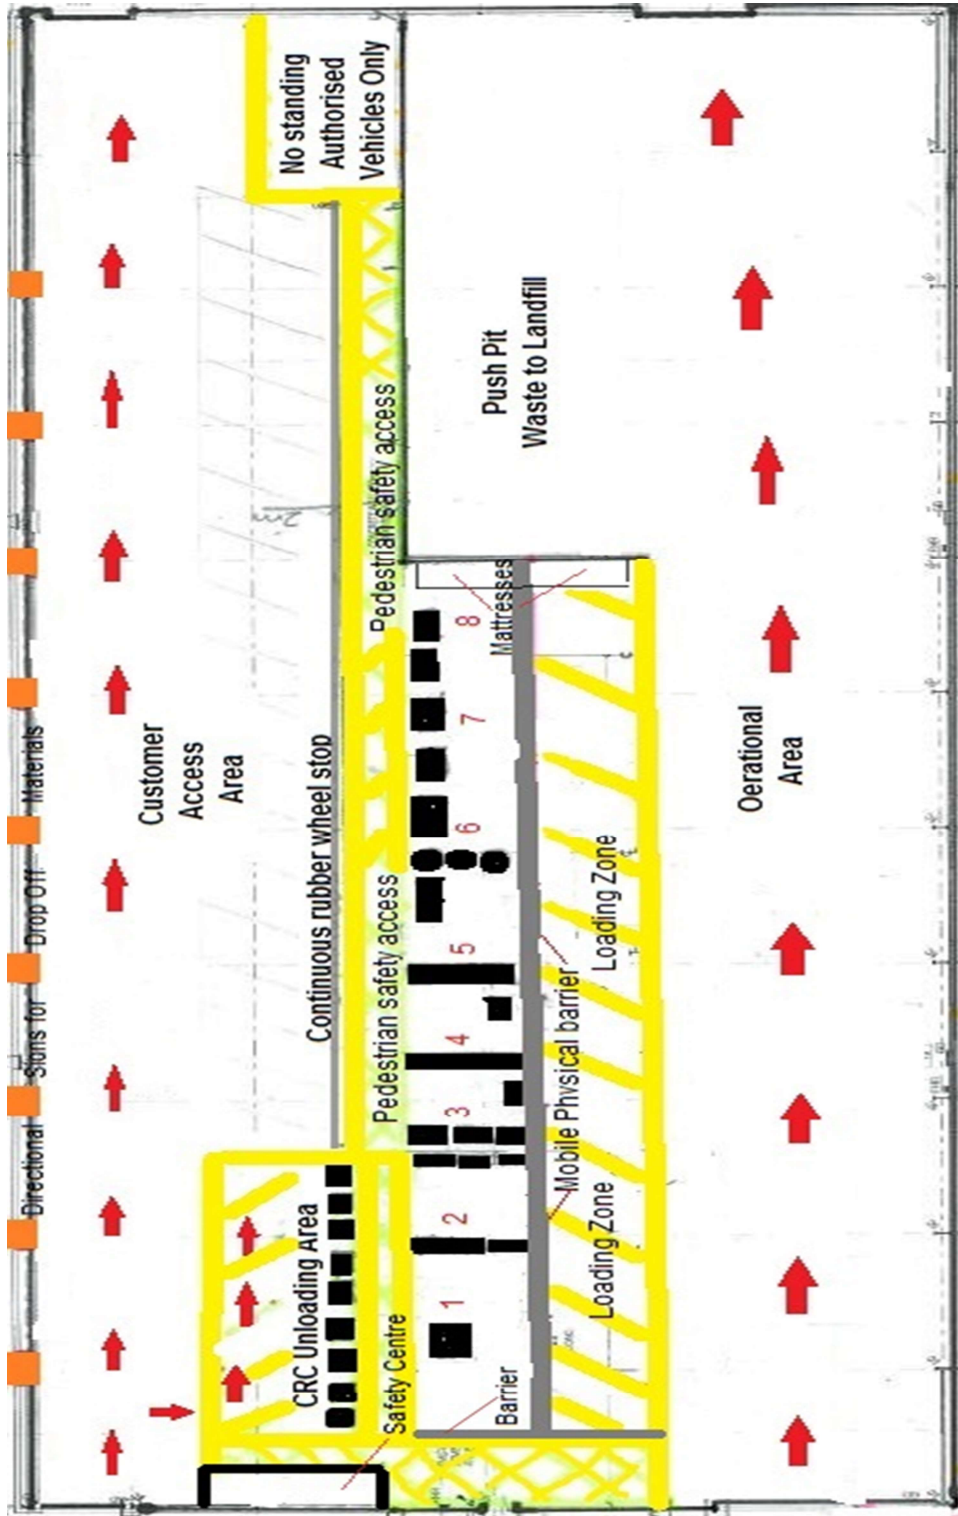 No standing
Authorised
Vehicles Only
Push Pit
Waste to Landfill
Pedestrian safety access
2m
Mattresses
8
7
6
5
4
3
2
1
Customer
Access
Area
Continuous rubber wheel stop
Pedestrian safety access
Oerational
Area
Loading Zone
Mobile Physical barrier
Loading Zone
CRC Unloading Area
Safety Centre
Barrier
Directional Signs for Drop Off Materials